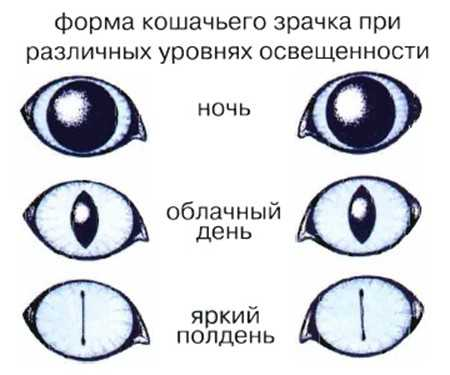 форма кошачьего зрачка при
различных уровнях освещенности
ночь
облачный
день
яркий
полдень